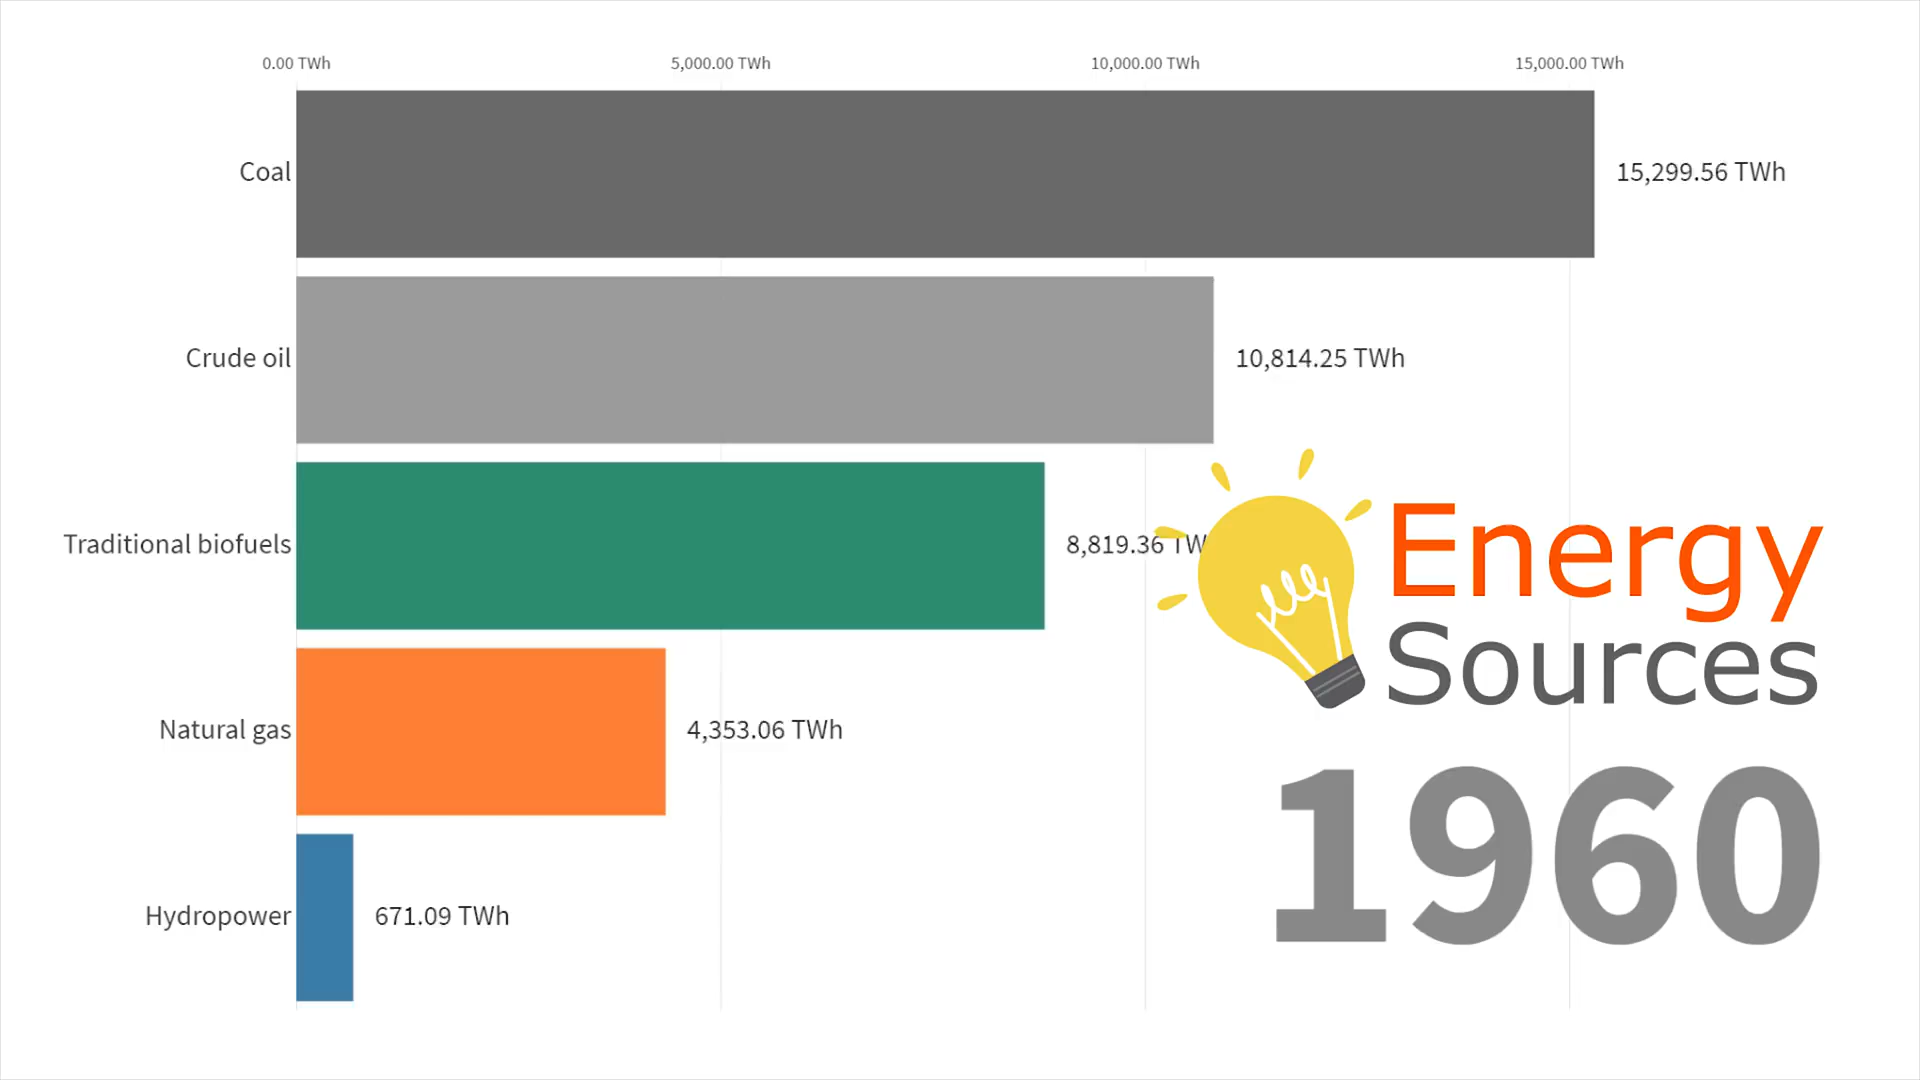 0.00 TWh 5,000.00 TWh 10,000.00 TWh 15,000.00 TWh
Coal 15,299.56 TWh
Crude oil 10,814.25 TWh
Traditional biofuels 8,819.36 TW
Energy
Sources
Natural gas 4,353.06 TWh
1960
Hydropower 671.09 TWh